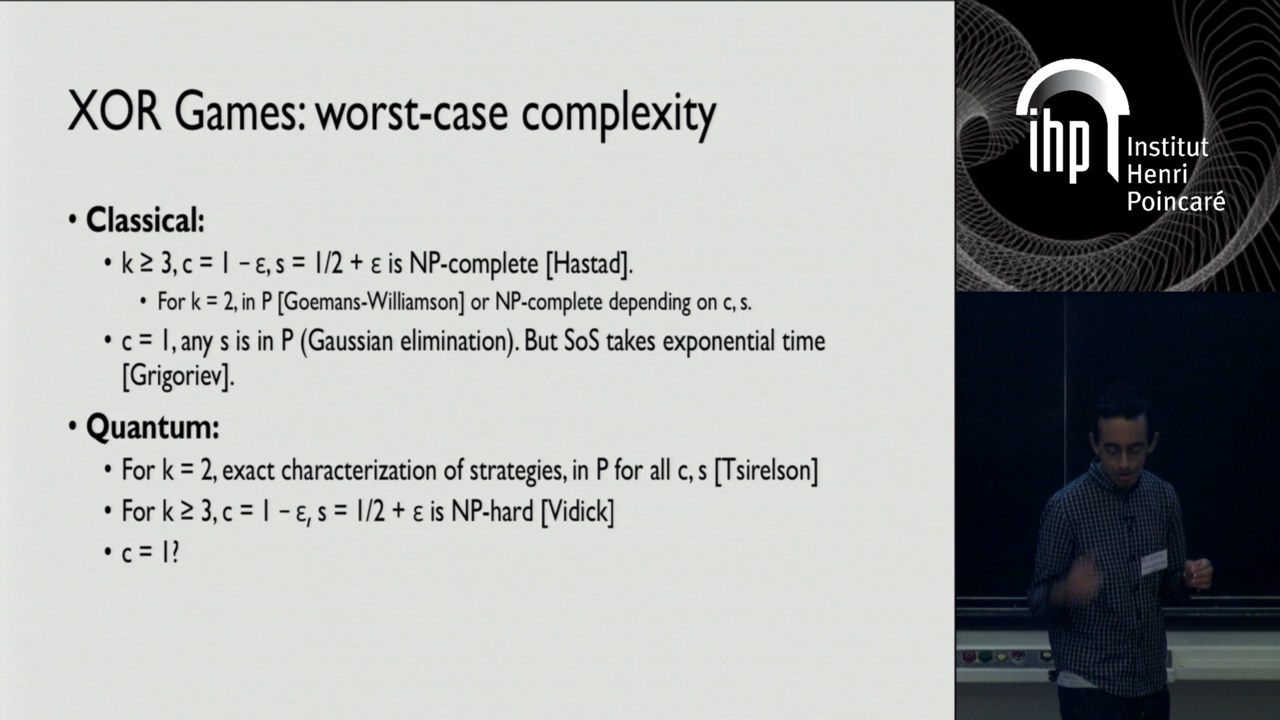 XOR Games: worst-case complexity
• Classical:
• k ≥ 3, c = 1 – ε, s = 1/2 + ε is NP-complete [Hastad].
• For k = 2, in P [Goemans-Williamson] or NP-complete depending on c, s.
• c = 1, any s is in P (Gaussian elimination). But SoS takes exponential time
[Grigoriev].
• Quantum:
• For k = 2, exact characterization of strategies, in P for all c, s [Tsirelson]
• For k ≥ 3, c = 1 – ε, s = 1/2 + ε is NP-hard [Vidick]
• c = 1?
ihp
Institut
Henri
Poincaré